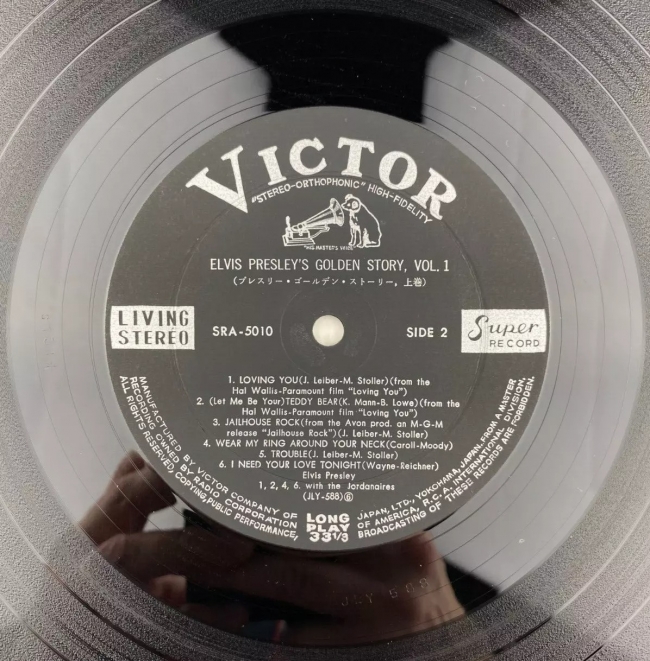 VICTOR
"STEREO-ORTHOPHONIC" HIGH-FIDELITY
"HIS MASTER'S VOICE"
ELVIS PRESLEY'S GOLDEN STORY, VOL. 1
(プレスリー・ゴールデン・ストーリー, 上巻)
LIVING
STEREO
SRA-5010
SIDE 2
Super
RECORD
1. LOVING YOU(J. Leiber-M. Stoller)(from the
Hal Wallis-Paramount film "Loving You")
2. (Let Me Be Your)TEDDY BEAR(K. Mann-B. Lowe)(from the
Hal Wallis-Paramount film "Loving You")
3. JAILHOUSE ROCK(from the Avon prod. an M-G-M
release "Jailhouse Rock")(J. Leiber-M. Stoller)
4. WEAR MY RING AROUND YOUR NECK(Caroll-Moody)
5. TROUBLE(J. Leiber-M. Stoller)
6. I NEED YOUR LOVE TONIGHT(Wayne-Reichner)
Elvis Presley
1, 2, 4, 6. with the Jordanaires
(JLY-588)Ⓖ
LONG
PLAY
33 1/3
MANUFACTURED BY VICTOR COMPANY OF JAPAN, LTD., YOKOHAMA, JAPAN, FROM A MASTER
RECORDING OWNED BY RADIO CORPORATION OF AMERICA, R.C.A. INTERNATIONAL DIVISION.
ALL RIGHTS RESERVED, COPYING, PUBLIC PERFORMANCE, BROADCASTING OF THESE RECORDS ARE FORBIDDEN.
JLY 588